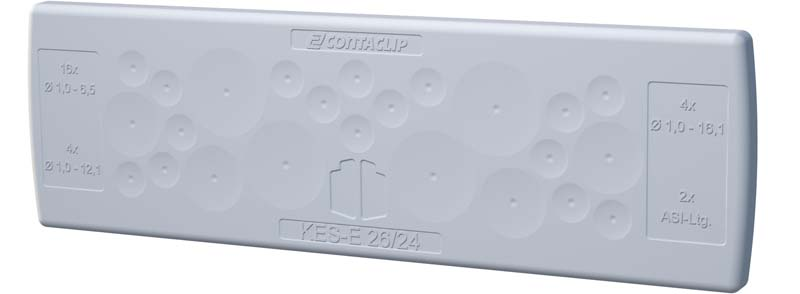 CONTACLIP
16x
Ø 1,0 - 6,5
4x
Ø 1,0 - 12,1
4x
Ø 1,0 - 16,1
2x
ASI-Ltg.
KES-E 26/24